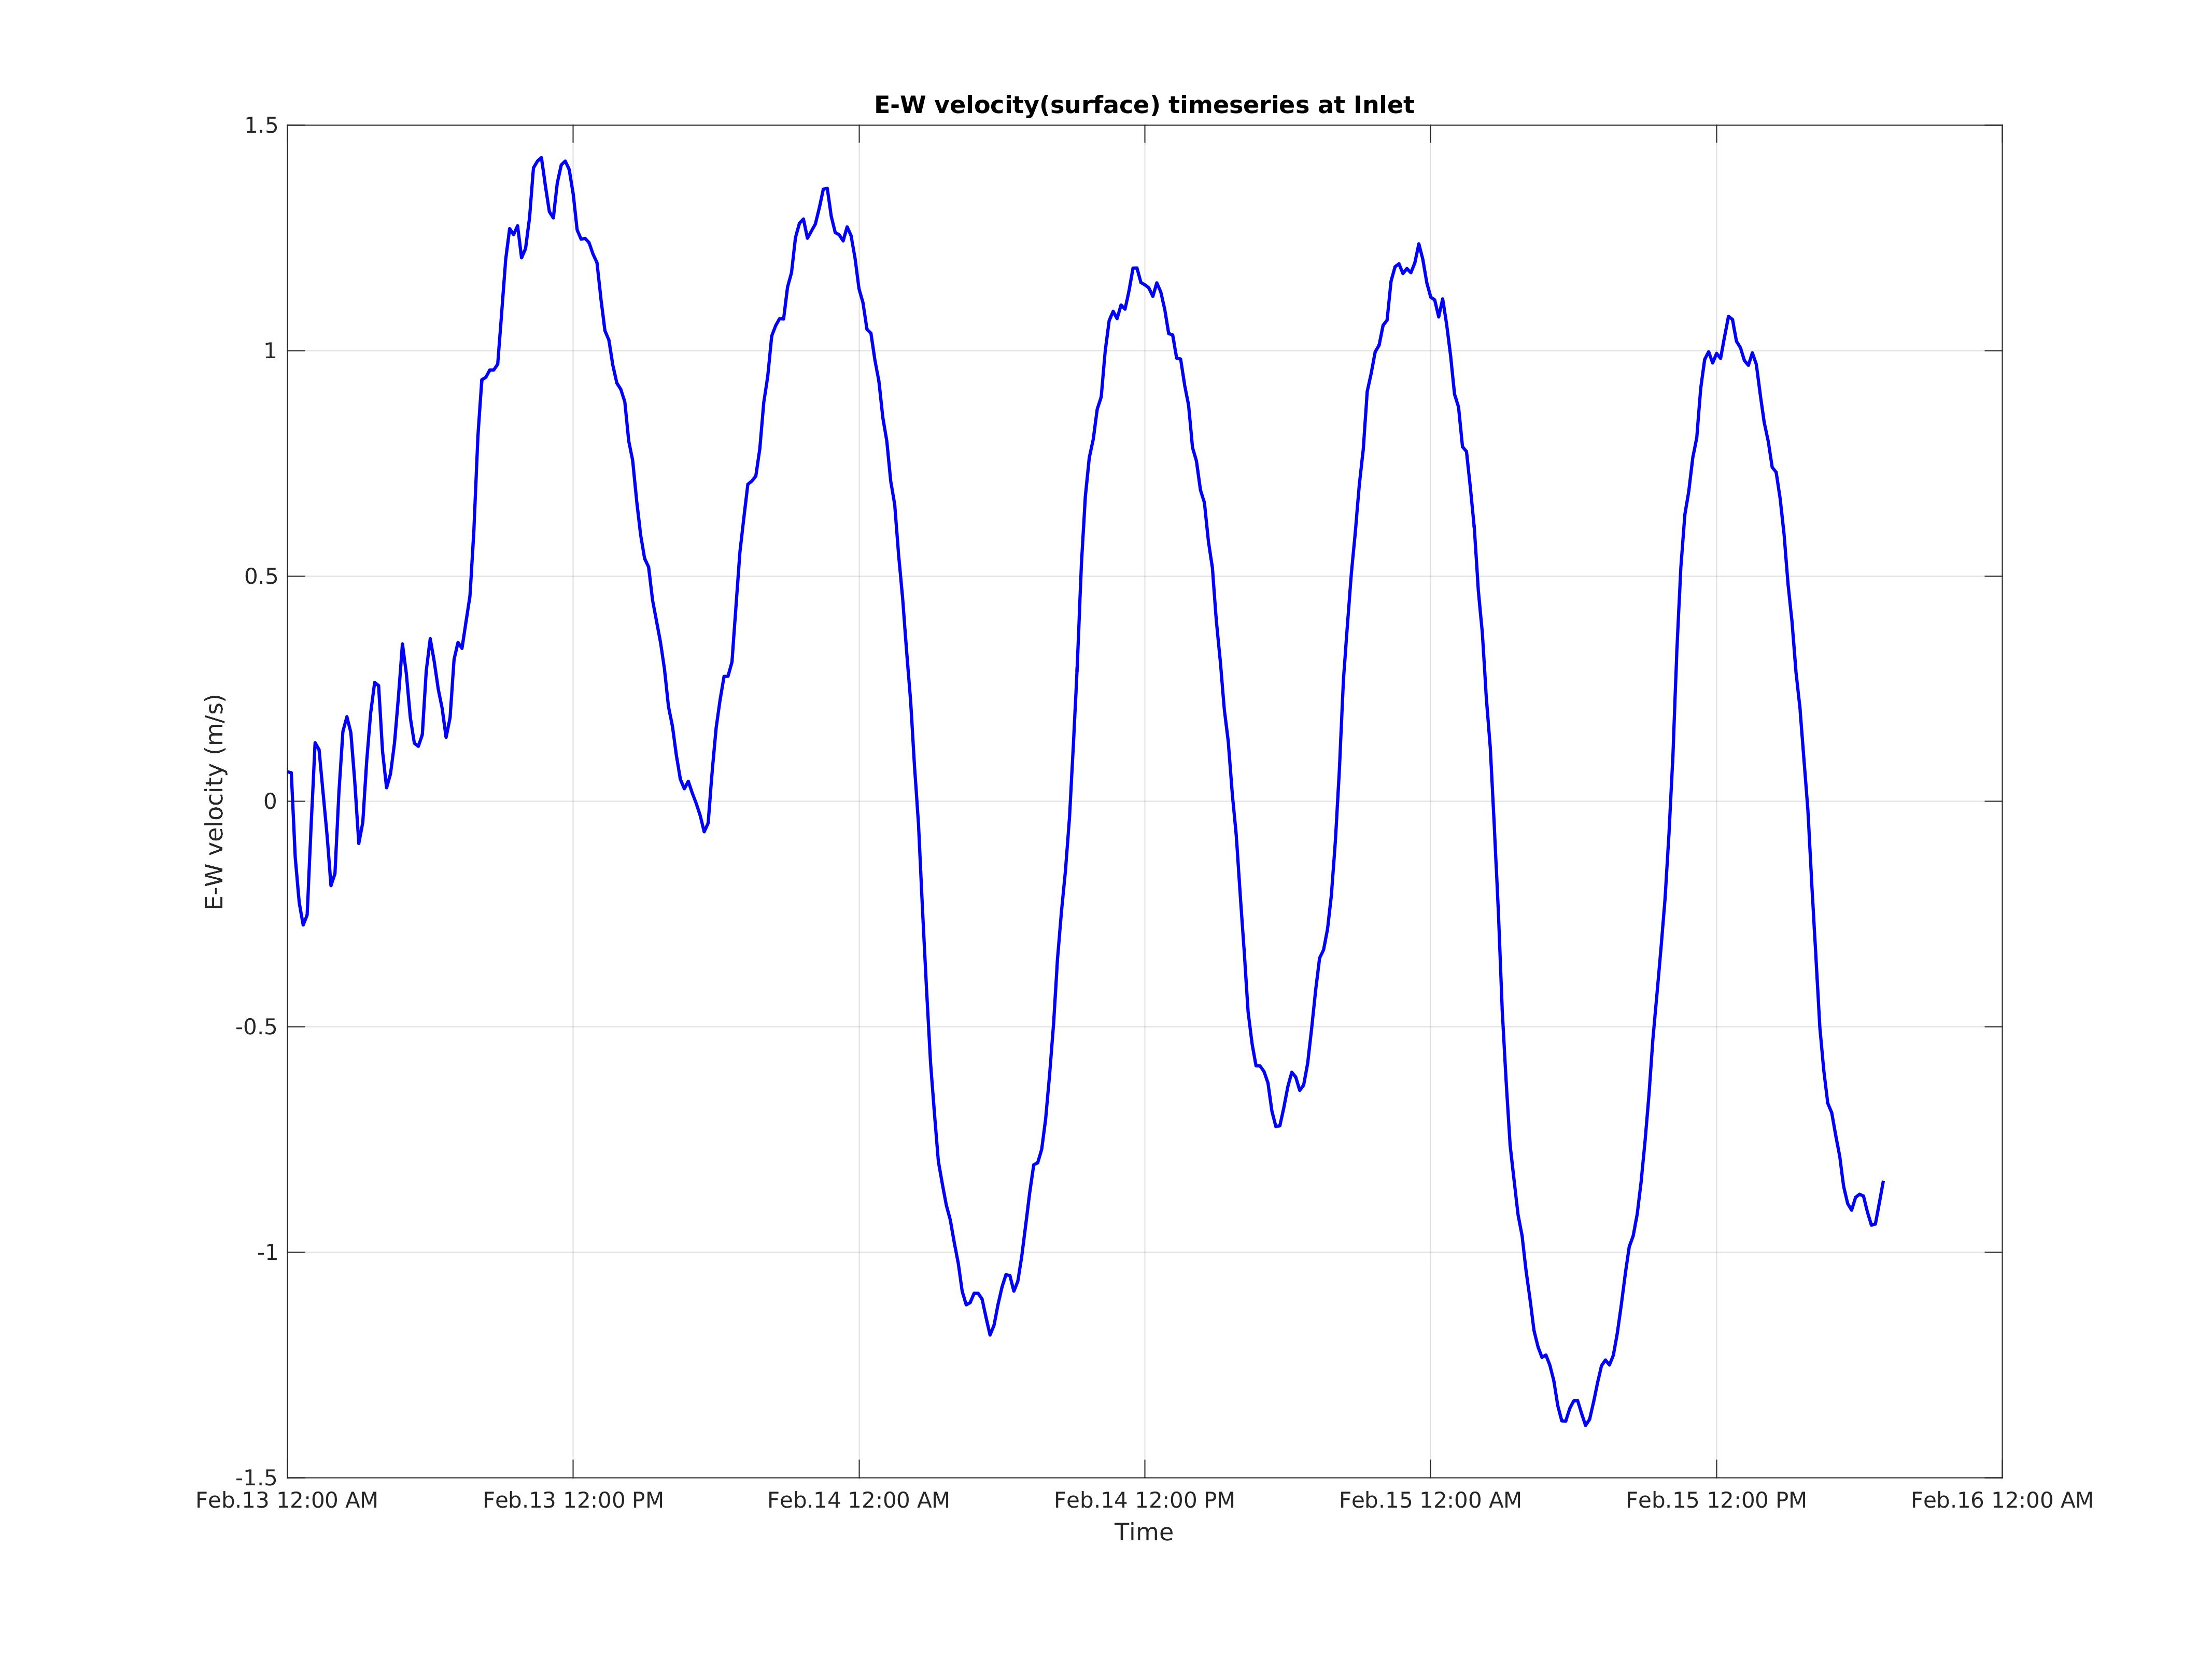 E-W velocity(surface) timeseries at Inlet
1.5
1
0.5
0
-0.5
-1
-1.5
E-W velocity (m/s)
Feb.13 12:00 AM
Feb.13 12:00 PM
Feb.14 12:00 AM
Feb.14 12:00 PM
Feb.15 12:00 AM
Feb.15 12:00 PM
Feb.16 12:00 AM
Time